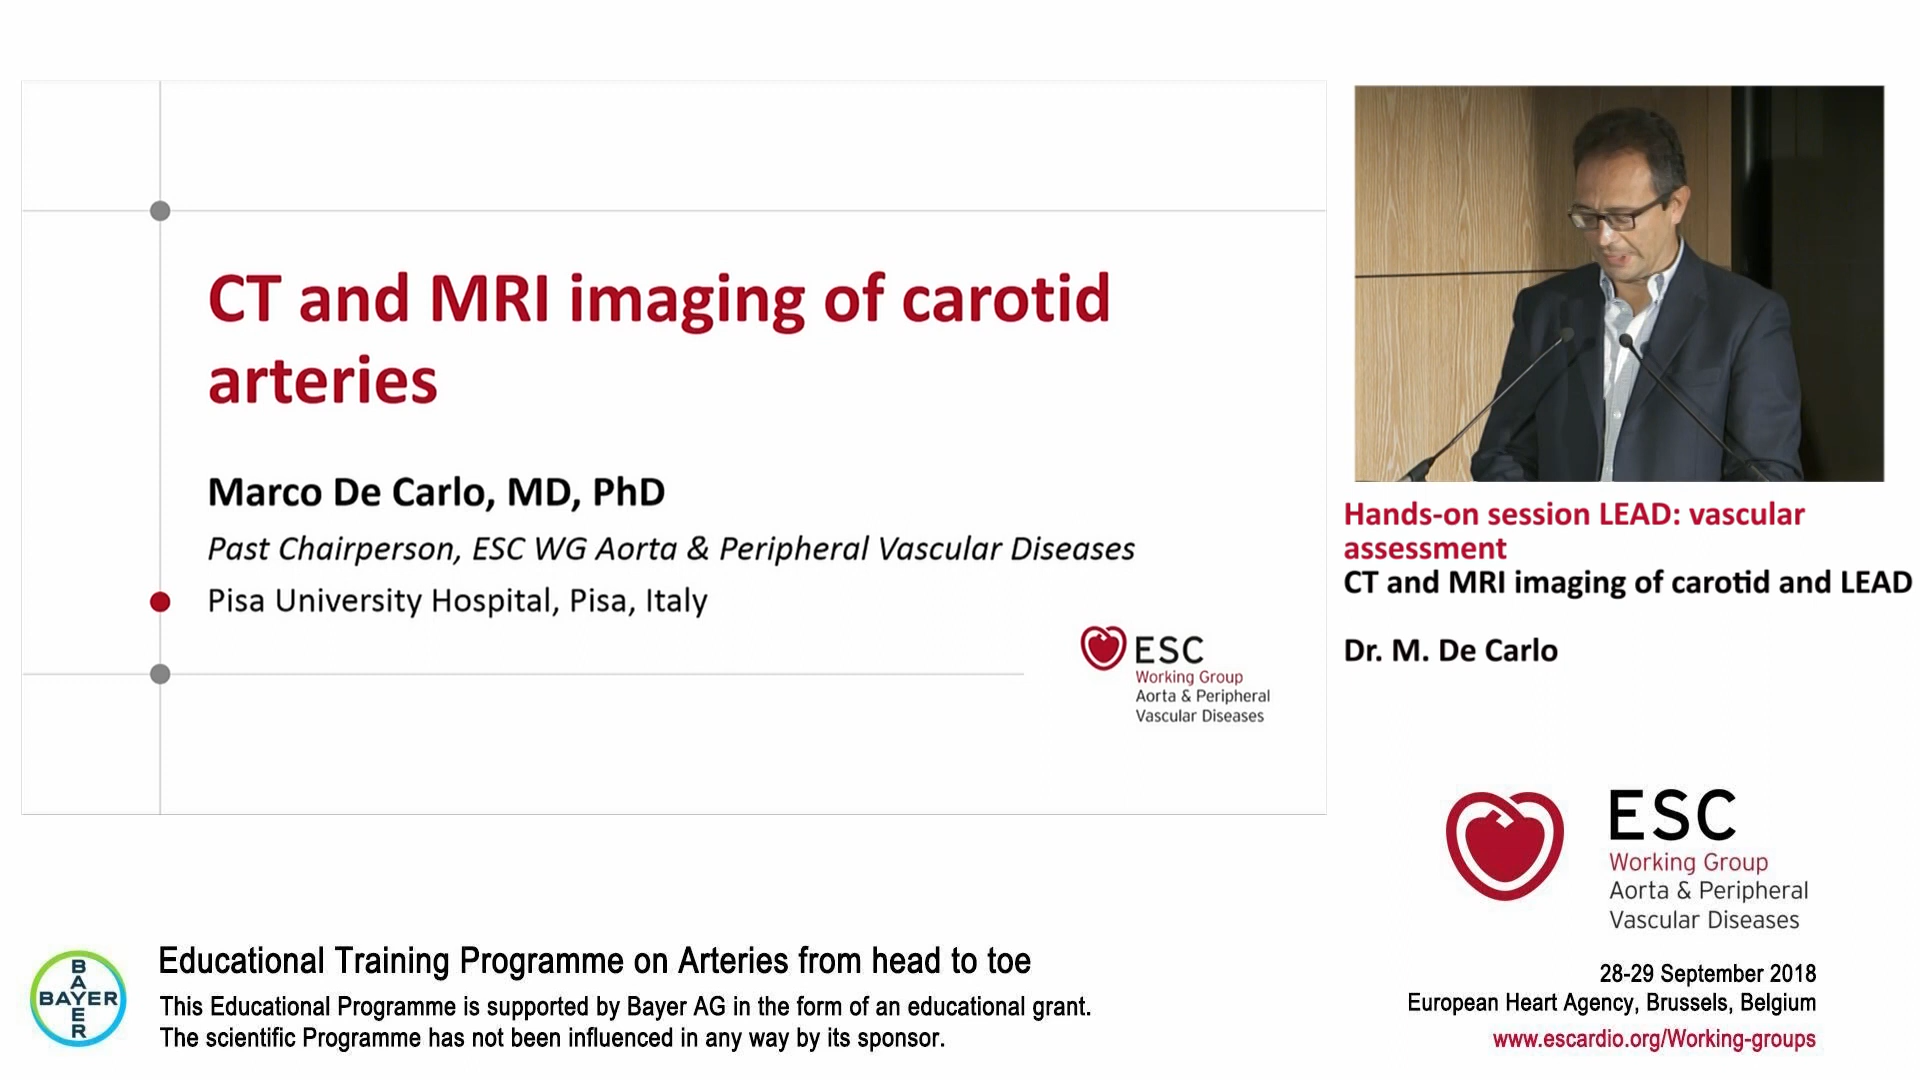 CT and MRI imaging of carotid
arteries
Marco De Carlo, MD, PhD
Past Chairperson, ESC WG Aorta & Peripheral Vascular Diseases
Pisa University Hospital, Pisa, Italy
ESC
Working Group
Aorta & Peripheral
Vascular Diseases
Hands-on session LEAD: vascular
assessment
CT and MRI imaging of carotid and LEAD
Dr. M. De Carlo
ESC
Working Group
Aorta & Peripheral
Vascular Diseases
BAYER
BAYER
Educational Training Programme on Arteries from head to toe
This Educational Programme is supported by Bayer AG in the form of an educational grant.
The scientific Programme has not been influenced in any way by its sponsor.
28-29 September 2018
European Heart Agency, Brussels, Belgium
www.escardio.org/Working-groups